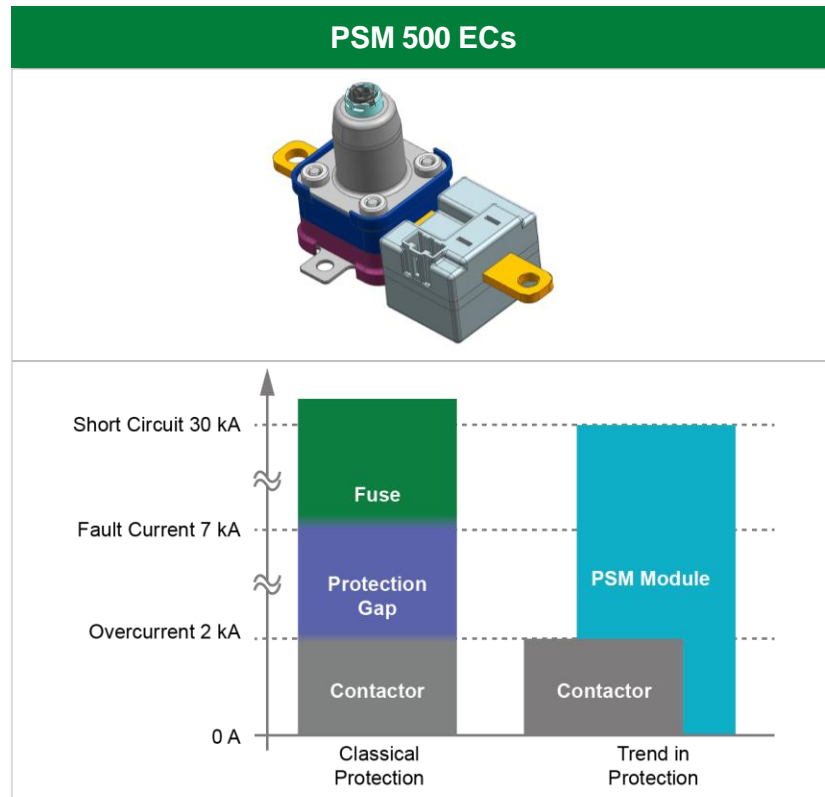 PSM 500 ECs
Short Circuit 30 kA
Fuse
Fault Current 7 kA
Protection
Gap
PSM Module
Overcurrent 2 kA
Contactor
Contactor
0 A
Classical
Protection
Trend in
Protection